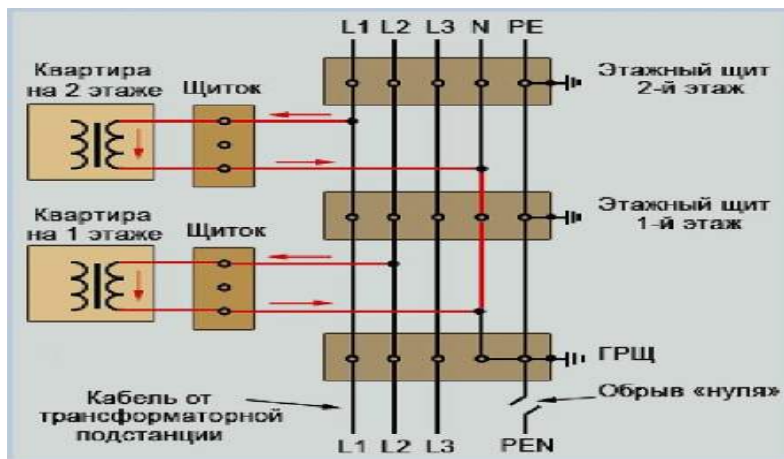 L1 L2 L3 N PE
Квартира
на 2 этаже
Щиток
Этажный щит
2-й этаж
Квартира
на 1 этаже
Щиток
Этажный щит
1-й этаж
ГРЩ
Кабель от
трансформаторной
подстанции
Обрыв «нуля»
L1 L2 L3 PEN